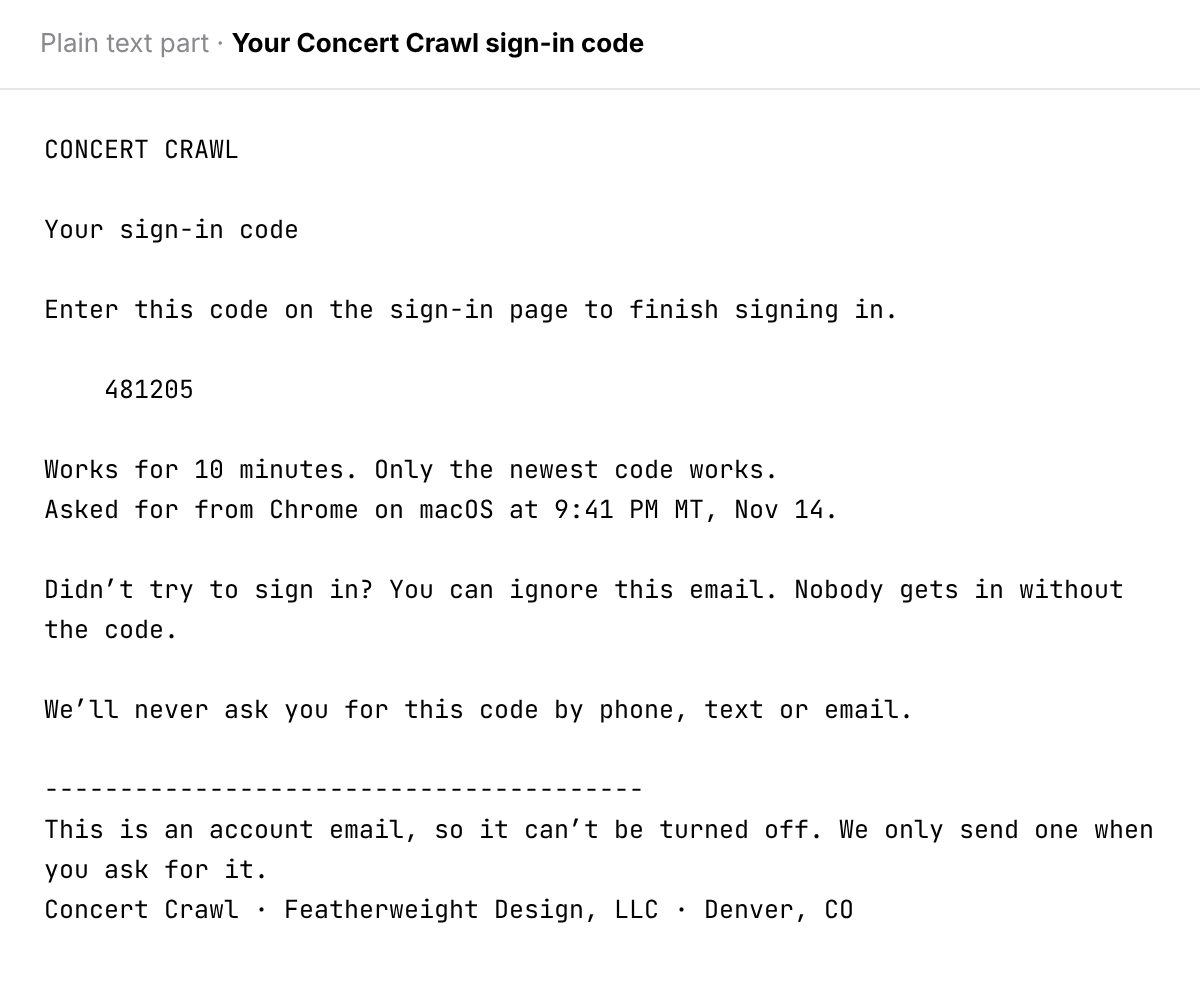 Plain text part · Your Concert Crawl sign-in code
CONCERT CRAWL
Your sign-in code
Enter this code on the sign-in page to finish signing in.
481205
Works for 10 minutes. Only the newest code works.
Asked for from Chrome on macOS at 9:41 PM MT, Nov 14.
Didn’t try to sign in? You can ignore this email. Nobody gets in without
the code.
We’ll never ask you for this code by phone, text or email.
----------------------------------------
This is an account email, so it can’t be turned off. We only send one when
you ask for it.
Concert Crawl · Featherweight Design, LLC · Denver, CO